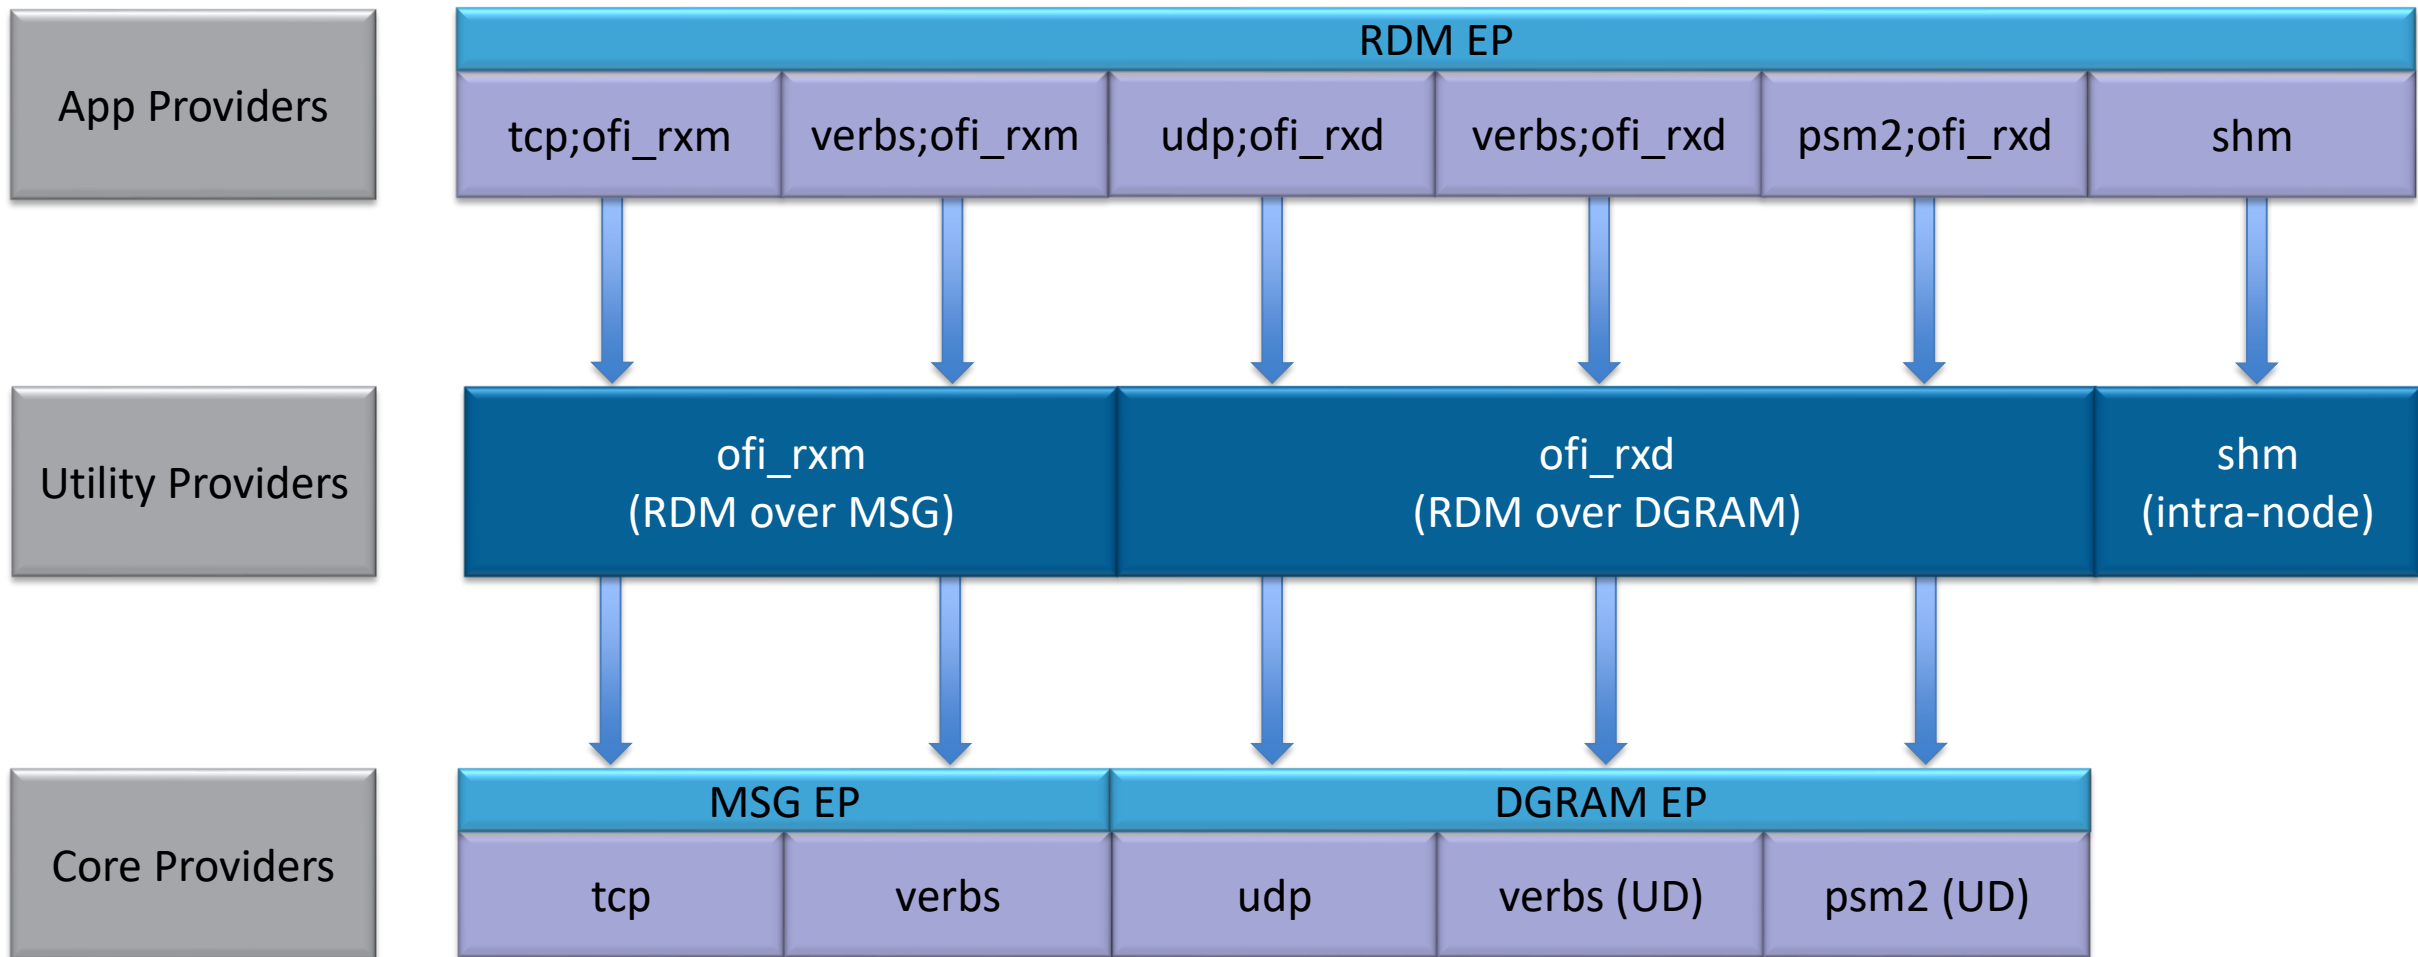 App Providers
RDM EP
tcp;ofi_rxm
verbs;ofi_rxm
udp;ofi_rxd
verbs;ofi_rxd
psm2;ofi_rxd
shm
Utility Providers
ofi_rxm
(RDM over MSG)
ofi_rxd
(RDM over DGRAM)
shm
(intra-node)
Core Providers
MSG EP
DGRAM EP
tcp
verbs
udp
verbs (UD)
psm2 (UD)